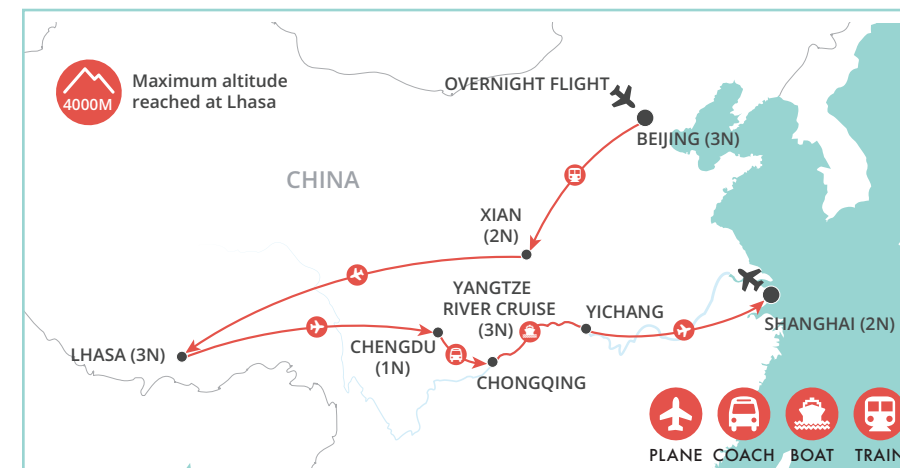 4000M
Maximum altitude
reached at Lhasa
OVERNIGHT FLIGHT
BEIJING (3N)
CHINA
XIAN
(2N)
YANGTZE
RIVER CRUISE
(3N)
YICHANG
SHANGHAI (2N)
LHASA (3N)
CHENGDU
(1N)
CHONGQING
PLANE COACH BOAT TRAIN